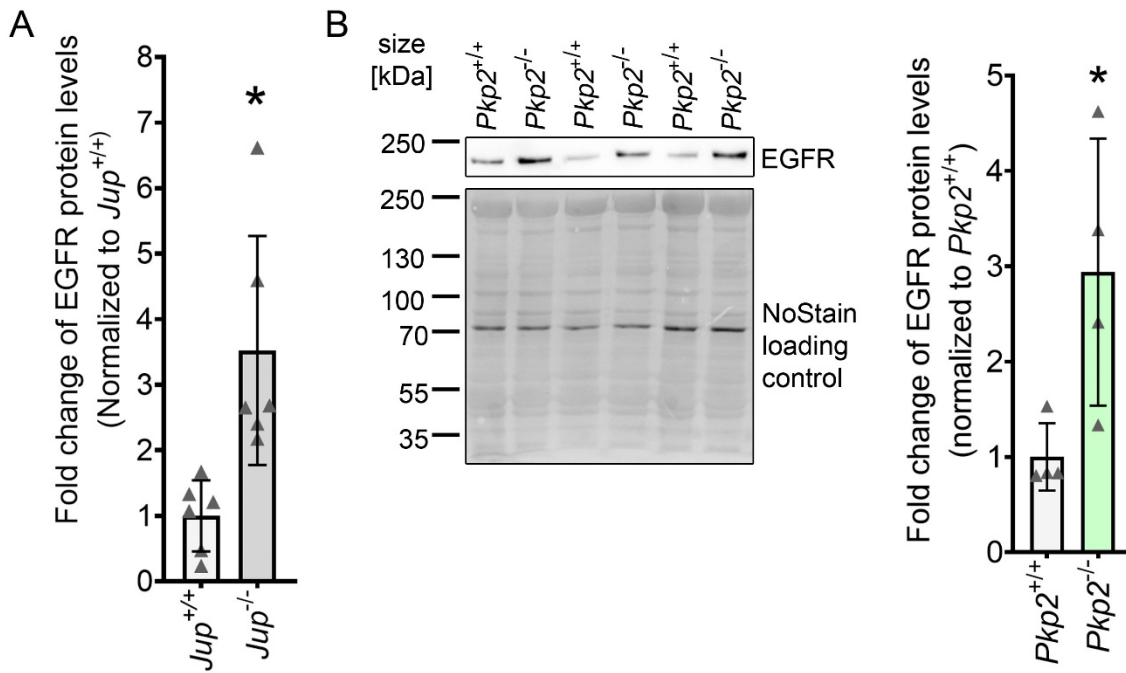 A
Fold change of EGFR protein levels
(Normalized to Jup+/+)
8
7
6
5
4
3
2
1
0
*
Jup+/+
Jup-/-
B
size
[kDa]
Pkp2+/+
Pkp2-/-
Pkp2+/+
Pkp2-/-
Pkp2+/+
Pkp2-/-
250
EGFR
250
130
100
70
55
35
NoStain
loading
control
Fold change of EGFR protein levels
(normalized to Pkp2+/+)
5
4
3
2
1
0
*
Pkp2+/+
Pkp2-/-